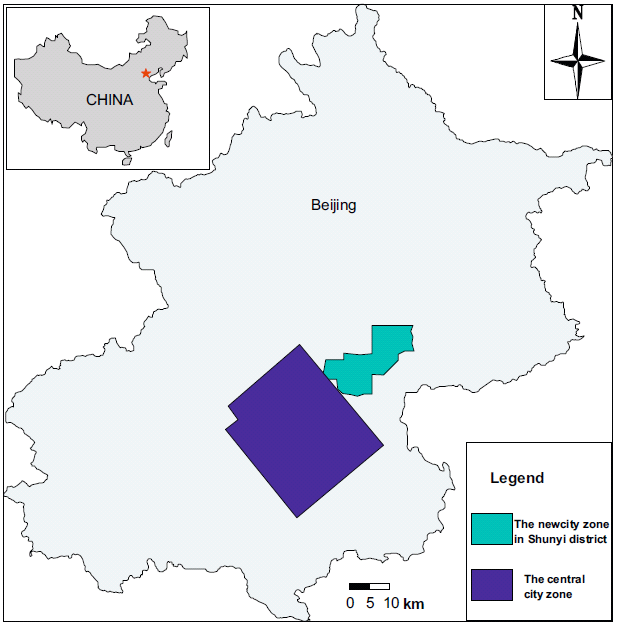 N
CHINA
Beijing
Legend
The newcity zone
in Shunyi district
The central
city zone
0 5 10 km